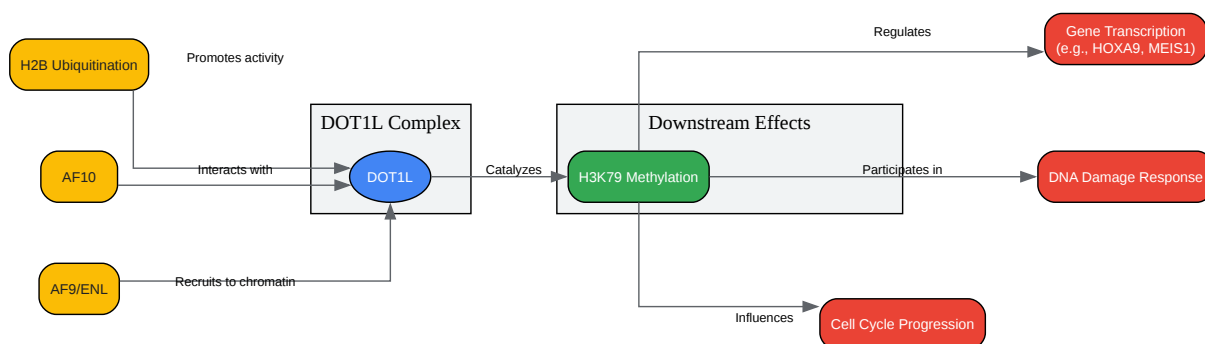 Regulates
Gene Transcription
(e.g., HOXA9, MEIS1)
H2B Ubiquitination
Promotes activity
DOT1L Complex
Downstream Effects
AF10
Interacts with
DOT1L
Catalyzes
H3K79 Methylation
Participates in
DNA Damage Response
AF9/ENL
Recruits to chromatin
Influences
Cell Cycle Progression